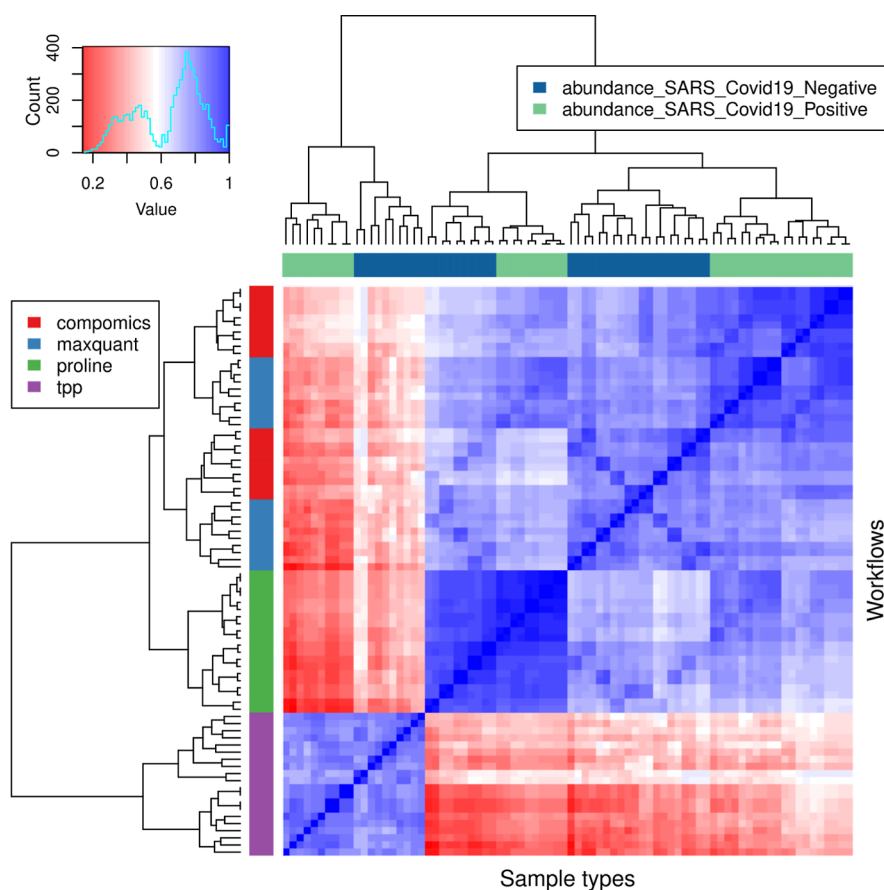 400
200
0
Count
0.2
0.6
1
Value
abundance_SARS_Covid19_Negative
abundance_SARS_Covid19_Positive
compomics
maxquant
proline
tpp
Workflows
Sample types